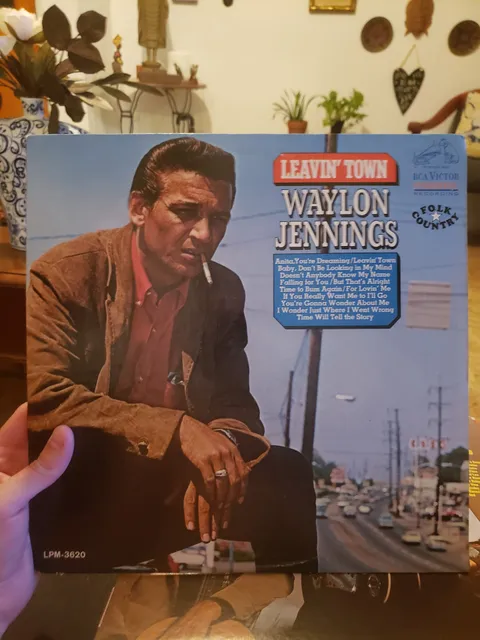 LEAVIN' TOWN
WAYLON
JENNINGS
RCA VICTOR
FOLK
COUNTRY
Anita, You're Dreaming/Leavin' Town
Baby, Don't Be Looking in My Mind
Doesn't Anybody Know My Name
Falling for You/But That's Alright
Time to Bum Again/For Lovin' Me
If You Really Want Me to I'll Go
You're Gonna Wonder About Me
I Wonder Just Where I Went Wrong
Time Will Tell the Story
LPM-3620